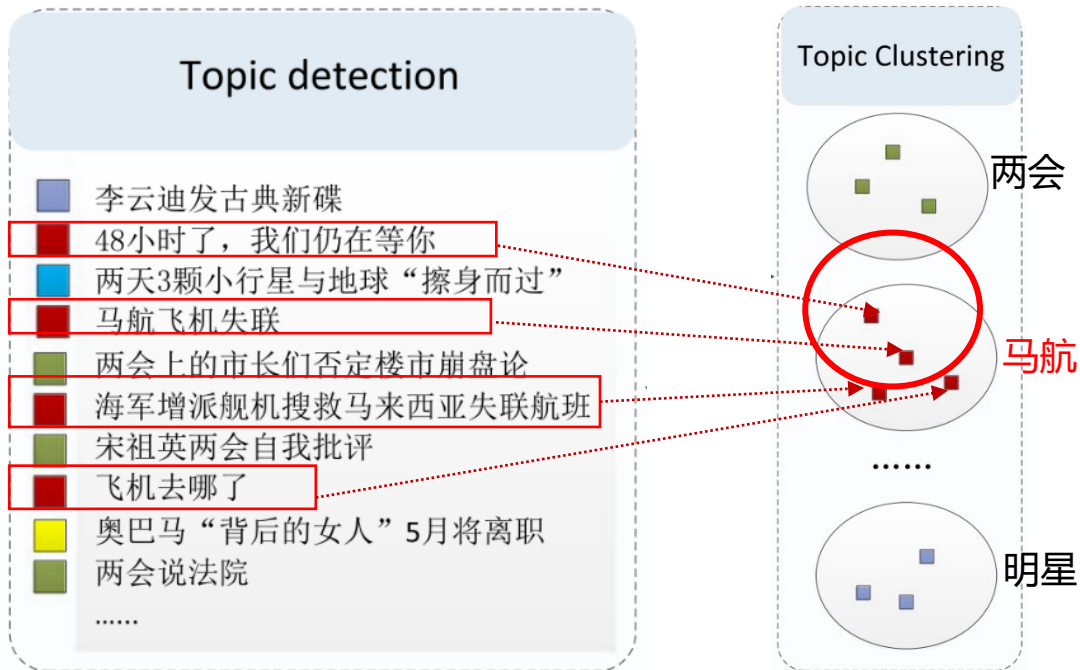 Topic detection
李云迪发古典新碟
48小时了，我们仍在等你
两天3颗小行星与地球“擦身而过”
马航飞机失联
两会上的市长们否定楼市崩盘论
海军增派舰机搜救马来西亚失联航班
宋祖英两会自我批评
飞机去哪了
奥巴马“背后的女人”5月将离职
两会说法院
……
Topic Clustering
两会
马航
……
明星